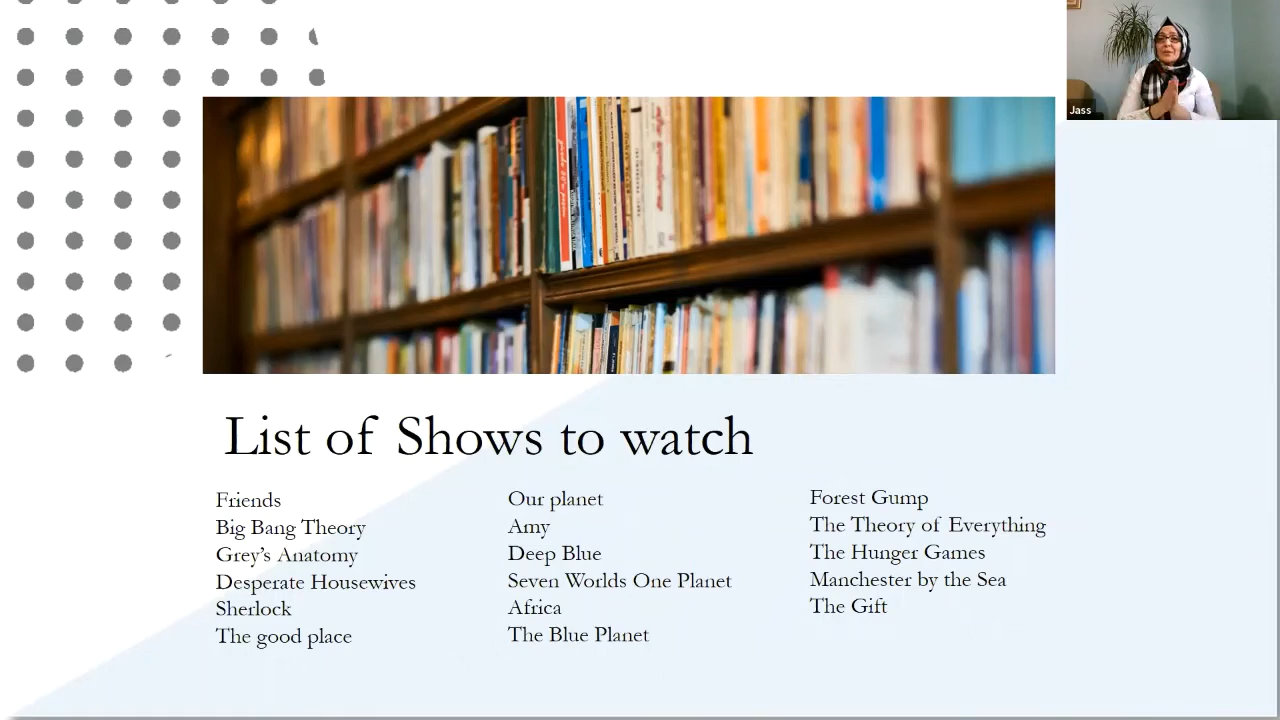 Jass
List of Shows to watch
Friends
Big Bang Theory
Grey's Anatomy
Desperate Housewives
Sherlock
The good place
Our planet
Amy
Deep Blue
Seven Worlds One Planet
Africa
The Blue Planet
Forest Gump
The Theory of Everything
The Hunger Games
Manchester by the Sea
The Gift